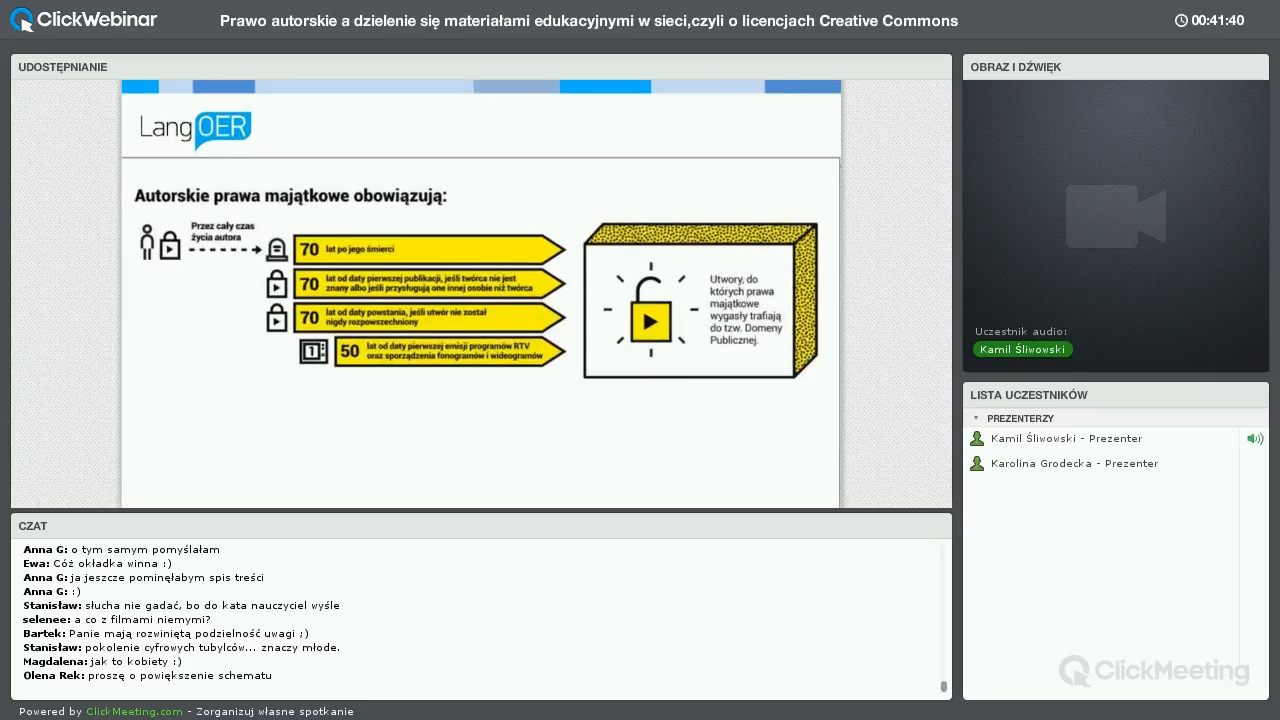 ClickWebinar
Prawo autorskie a dzielenie się materiałami edukacyjnymi w sieci,czyli o licencjach Creative Commons
00:41:40
UDOSTĘPNIANIE
LangOER
Autorskie prawa majątkowe obowiązują:
Przez cały czas
życia autora
70 lat po jego śmierci
70 lat od daty pierwszej publikacji, jeśli twórca nie jest
znany albo jeśli przysługują one innej osobie niż twórca
70 lat od daty powstania, jeśli utwór nie został
nigdy rozpowszechniony
1
50 lat od daty pierwszej emisji programów RTV
oraz sporządzenia fonogramów i wideogramów
Utwory, do
których prawa
majątkowe
wygasły trafiają
do tzw. Domeny
Publicznej.
OBRAZ I DŹWIĘK
Uczestnik audio:
Kamil Śliwowski
LISTA UCZESTNIKÓW
PREZENTERZY
Kamil Śliwowski - Prezenter
Karolina Grodecka - Prezenter
ClickMeeting
CZAT
Anna G: o tym samym pomyślałam
Ewa: Cóż okładka winna :)
Anna G: ja jeszcze pominęłabym spis treści
Anna G: :)
Stanisław: słucha nie gadać, bo do kata nauczyciel wyśle
selenee: a co z filmami niemymi?
Bartek: Panie mają rozwiniętą podzielność uwagi ;)
Stanisław: pokolenie cyfrowych tubylców... znaczy młode.
Magdalena: jak to kobiety :)
Olena Rek: proszę o powiększenie schematu
Powered by ClickMeeting.com - Zorganizuj własne spotkanie